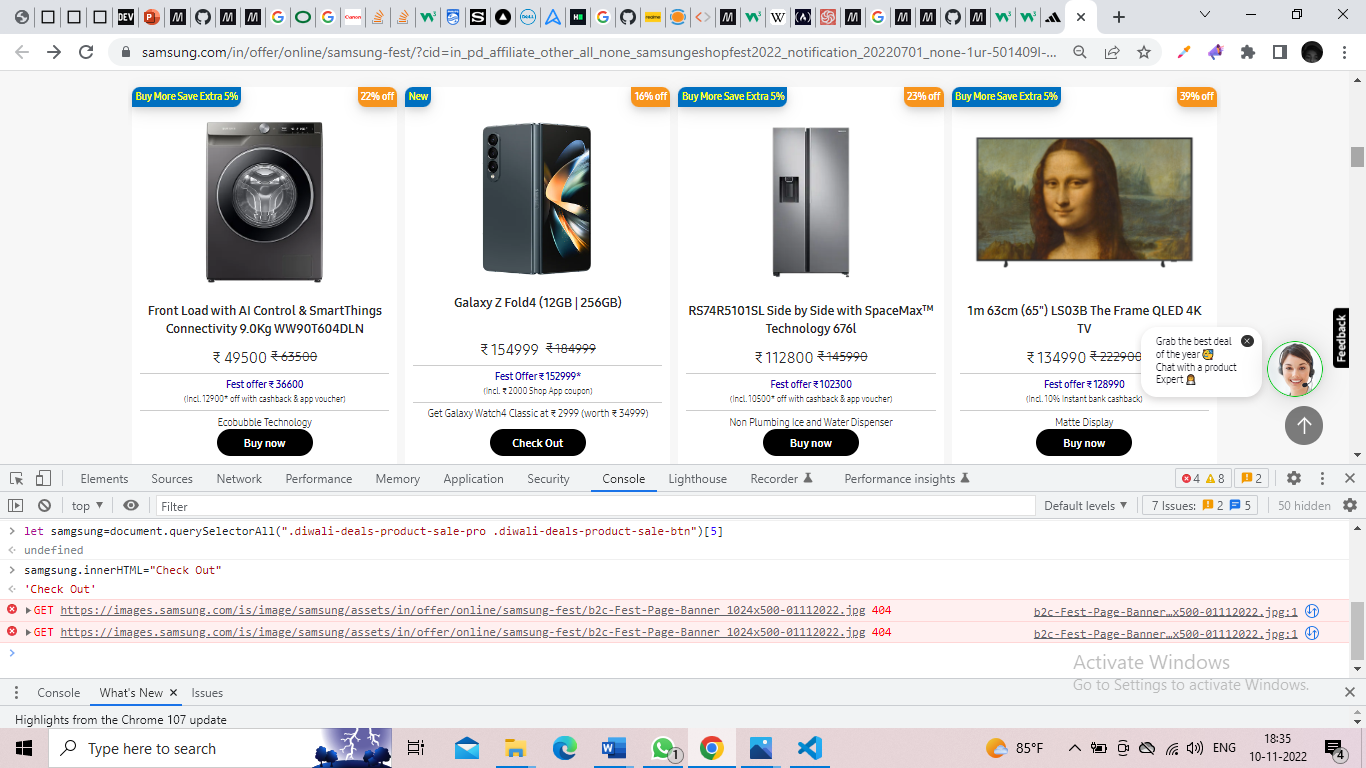 samsung.com/in/offer/online/samsung-fest/?cid=in_pd_affiliate_other_all_none_samsungeshopfest2022_notification_20220701_none-1ur-501409l-...
Buy More Save Extra 5%
22% off
New
16% off
Buy More Save Extra 5%
23% off
Buy More Save Extra 5%
39% off
Front Load with AI Control & SmartThings
Connectivity 9.0Kg WW90T604DLN
₹ 49500 ₹ 63500
Fest offer ₹ 36600
(Incl. 12900* off with cashback & app voucher)
Ecobubble Technology
Buy now
Galaxy Z Fold4 (12GB | 256GB)
₹ 154999 ₹ 184999
Fest Offer ₹ 152999*
(Incl. ₹ 2000 Shop App coupon)
Get Galaxy Watch4 Classic at ₹ 2999 (worth ₹ 34999)
Check Out
RS74R5101SL Side by Side with SpaceMax™
Technology 676l
₹ 112800 ₹ 145990
Fest offer ₹ 102300
(Incl. 10500* off with cashback & app voucher)
Non Plumbing Ice and Water Dispenser
Buy now
1m 63cm (65") LS03B The Frame QLED 4K
TV
₹ 134990 ₹ 222900
Fest offer ₹ 128990
(Incl. 10% Instant bank cashback)
Matte Display
Buy now
Grab the best deal
of the year 🥳
Chat with a product
Expert
Feedback
Elements Sources Network Performance Memory Application Security Console Lighthouse Recorder Performance insights 4 8 2
top Filter Default levels 7 Issues: 2 5 50 hidden
let samgsung=document.querySelectorAll(".diwali-deals-product-sale-pro .diwali-deals-product-sale-btn")[5]
undefined
samgsung.innerHTML="Check Out"
'Check Out'
GET https://images.samsung.com/is/image/samsung/assets/in/offer/online/samsung-fest/b2c-Fest-Page-Banner_1024x500-01112022.jpg 404 b2c-Fest-Page-Banner…x500-01112022.jpg:1
GET https://images.samsung.com/is/image/samsung/assets/in/offer/online/samsung-fest/b2c-Fest-Page-Banner_1024x500-01112022.jpg 404 b2c-Fest-Page-Banner…x500-01112022.jpg:1
Activate Windows
Go to Settings to activate Windows.
Console What's New Issues
Highlights from the Chrome 107 update
Type here to search
1
85°F
ENG
18:35
10-11-2022
4